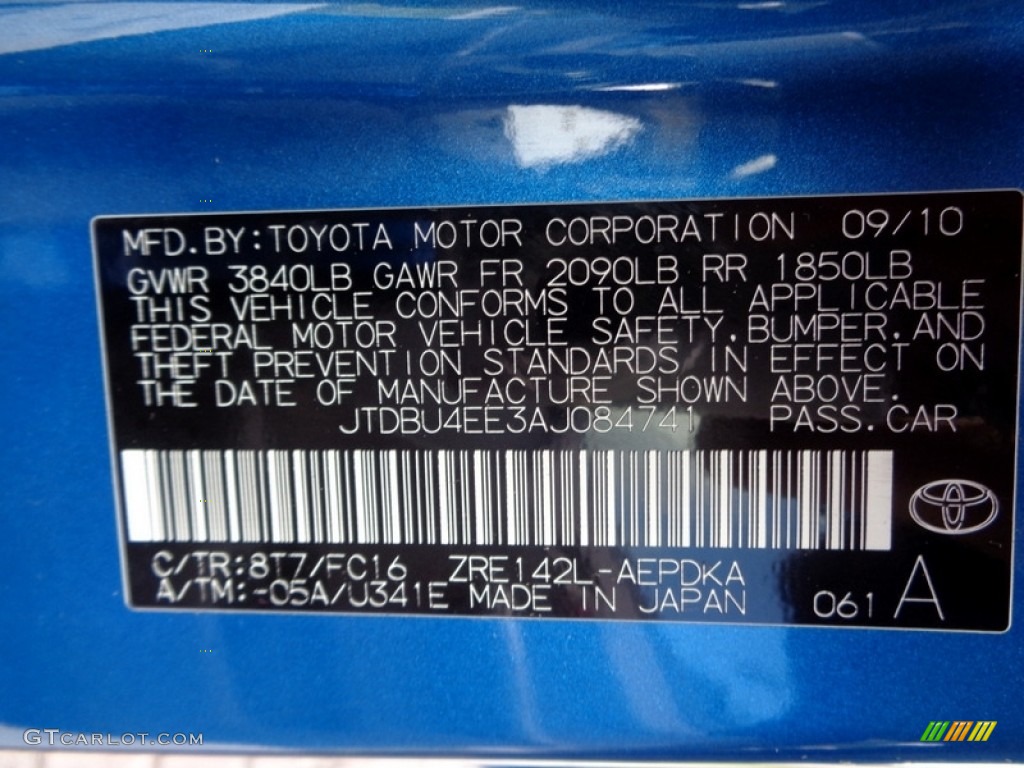 MFD.BY:TOYOTA MOTOR CORPORATION 09/10
GVWR 3840LB GAWR FR 2090LB RR 1850LB
THIS VEHICLE CONFORMS TO ALL APPLICABLE
FEDERAL MOTOR VEHICLE SAFETY,BUMPER,AND
THEFT PREVENTION STANDARDS IN EFFECT ON
THE DATE OF MANUFACTURE SHOWN ABOVE.
JTDBU4EE3AJ084741 PASS.CAR
C/TR:8T7/FC16 ZRE142L-AEPDKA
A/TM:-05A/U341E MADE IN JAPAN 061 A
GTCARLOT.COM